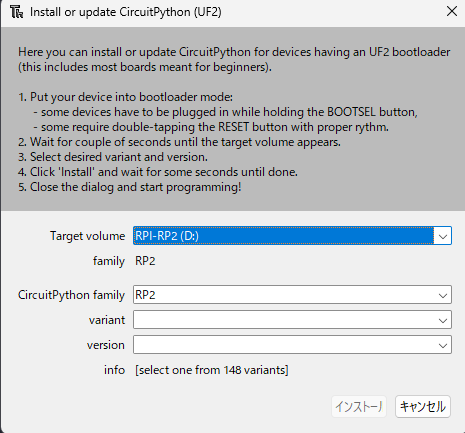 Install or update CircuitPython (UF2)
Here you can install or update CircuitPython for devices having an UF2 bootloader
(this includes most boards meant for beginners).
1. Put your device into bootloader mode:
- some devices have to be plugged in while holding the BOOTSEL button,
- some require double-tapping the RESET button with proper rythm.
2. Wait for couple of seconds until the target volume appears.
3. Select desired variant and version.
4. Click 'Install' and wait for some seconds until done.
5. Close the dialog and start programming!
Target volume RPI-RP2 (D:)
family RP2
CircuitPython family RP2
variant
version
info [select one from 148 variants]
インストール キャンセル